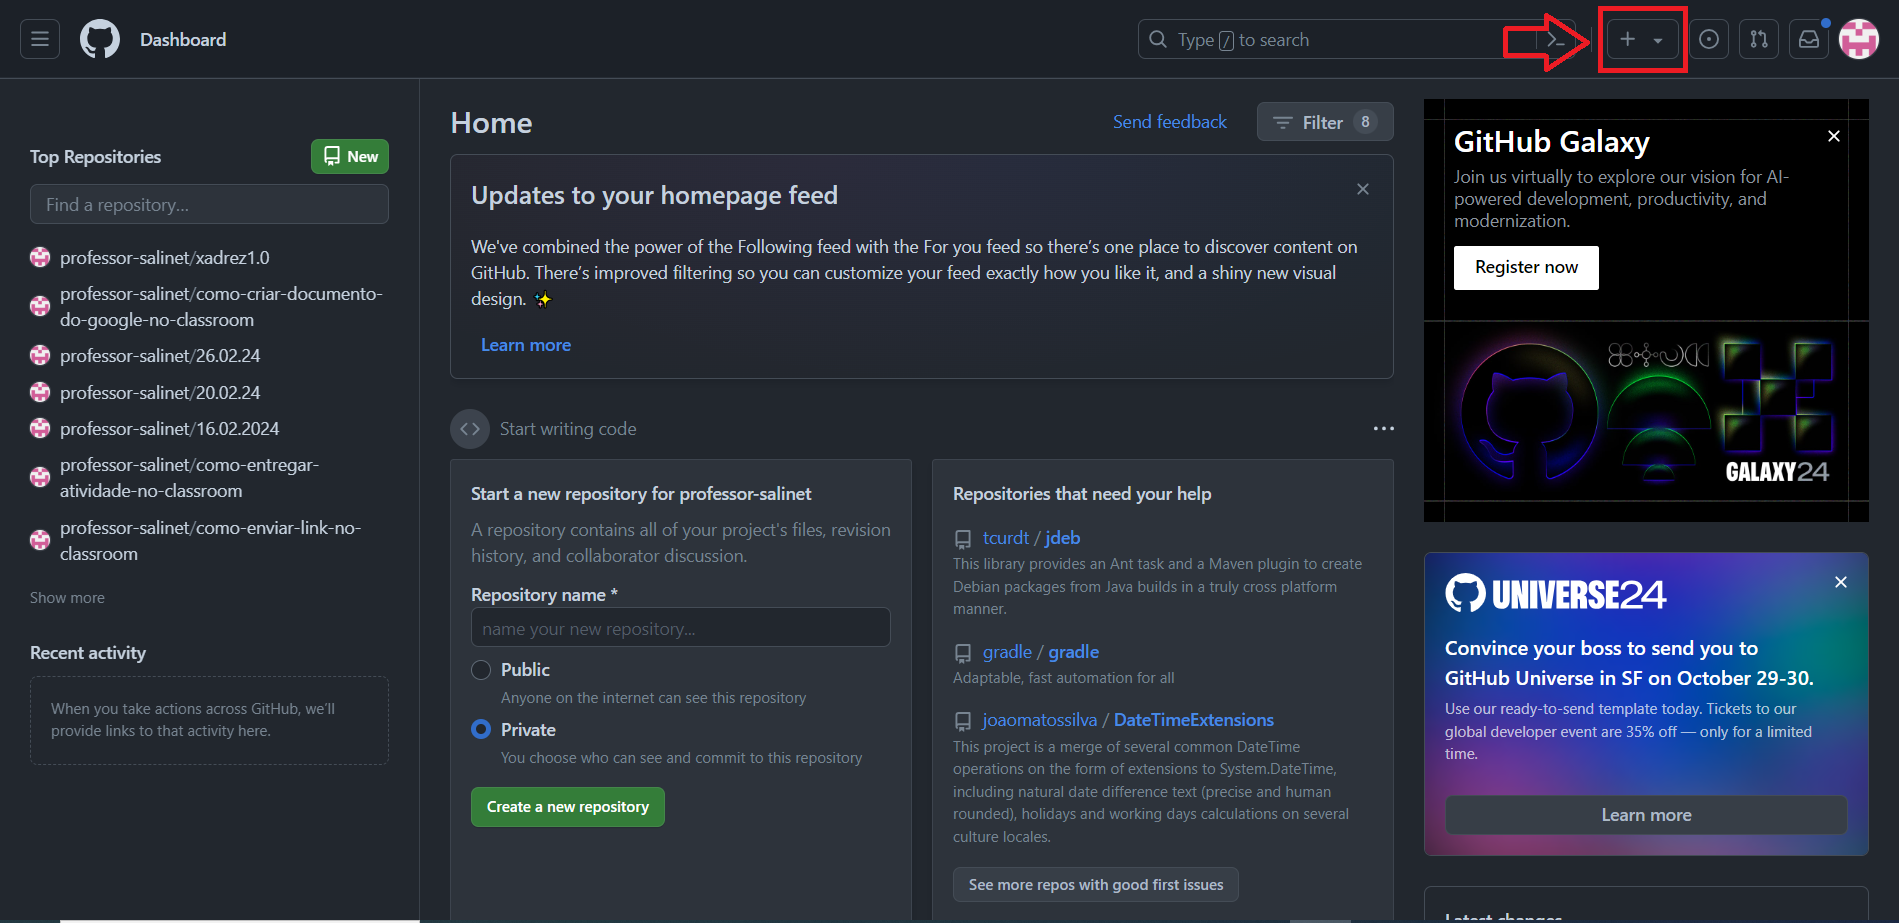 Dashboard
Type / to search
Top Repositories
New
Find a repository...
professor-salinet/xadrez1.0
professor-salinet/como-criar-documento-
do-google-no-classroom
professor-salinet/26.02.24
professor-salinet/20.02.24
professor-salinet/16.02.2024
professor-salinet/como-entregar-
atividade-no-classroom
professor-salinet/como-enviar-link-no-
classroom
Show more
Recent activity
When you take actions across GitHub, we’ll
provide links to that activity here.
Home
Send feedback
Filter 8
Updates to your homepage feed
We've combined the power of the Following feed with the For you feed so there’s one place to discover content on
GitHub. There’s improved filtering so you can customize your feed exactly how you like it, and a shiny new visual
design. ✨
Learn more
Start writing code
Start a new repository for professor-salinet
A repository contains all of your project's files, revision
history, and collaborator discussion.
Repository name *
name your new repository...
Public
Anyone on the internet can see this repository
Private
You choose who can see and commit to this repository
Create a new repository
Repositories that need your help
tcurdt / jdeb
This library provides an Ant task and a Maven plugin to create
Debian packages from Java builds in a truly cross platform
manner.
gradle / gradle
Adaptable, fast automation for all
joaomatossilva / DateTimeExtensions
This project is a merge of several common DateTime
operations on the form of extensions to System.DateTime,
including natural date difference text (precise and human
rounded), holidays and working days calculations on several
culture locales.
See more repos with good first issues
GitHub Galaxy
Join us virtually to explore our vision for AI-
powered development, productivity, and
modernization.
Register now
GALAXY24
UNIVERSE24
Convince your boss to send you to
GitHub Universe in SF on October 29-30.
Use our ready-to-send template today. Tickets to our
global developer event are 35% off — only for a limited
time.
Learn more
Latest changes